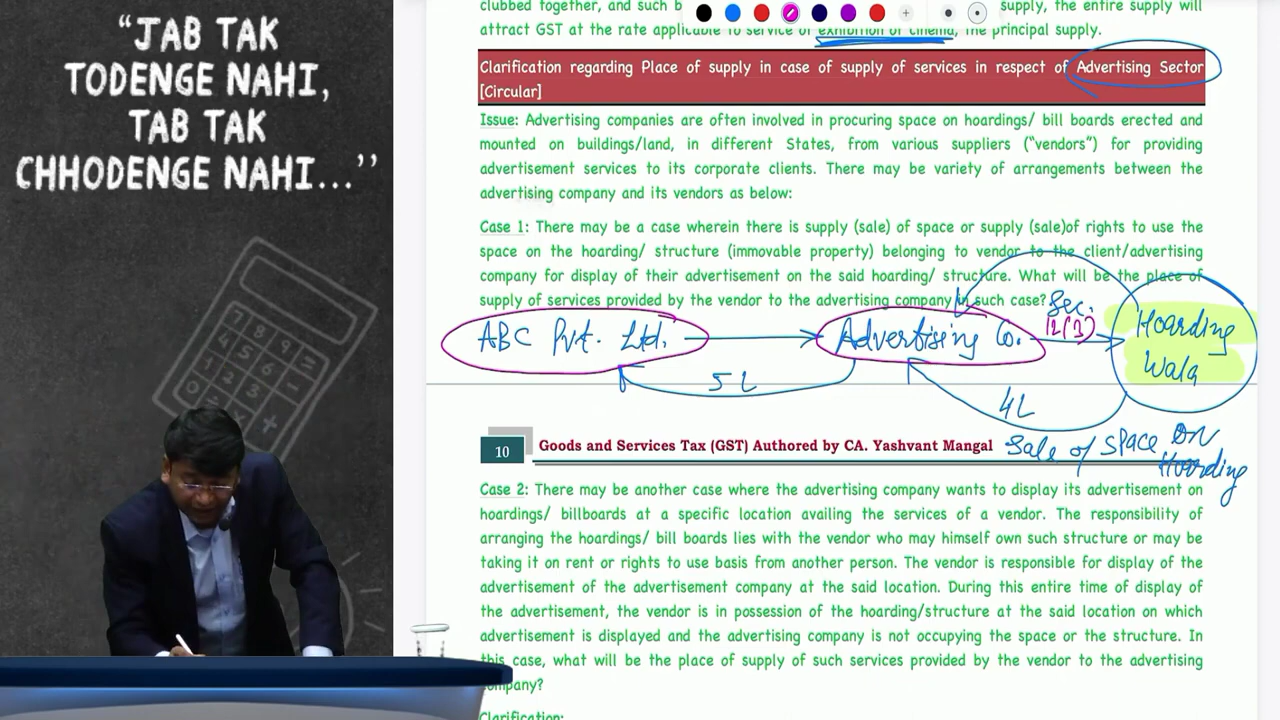 “JAB TAK
TODENGE NAHI,
TAB TAK
CHHODENGE NAHI...’’
clubbed together, and such b supply, the entire supply will
attract GST at the rate applicable to service of exhibition of cinema, the principal supply.
Clarification regarding Place of supply in case of supply of services in respect of Advertising Sector
[Circular]
Issue: Advertising companies are often involved in procuring space on hoardings/ bill boards erected and
mounted on buildings/land, in different States, from various suppliers (“vendors”) for providing
advertisement services to its corporate clients. There may be variety of arrangements between the
advertising company and its vendors as below:
Case 1: There may be a case wherein there is supply (sale) of space or supply (sale)of rights to use the
space on the hoarding/ structure (immovable property) belonging to vendor to the client/advertising
company for display of their advertisement on the said hoarding/ structure. What will be the place of
supply of services provided by the vendor to the advertising company in such case?
Sec.
12(3)
ABC Pvt. Ltd. Advertising Co. Hoarding
Wala
5L
4L
Sale of Space on
Hoarding
10 Goods and Services Tax (GST) Authored by CA. Yashvant Mangal
Case 2: There may be another case where the advertising company wants to display its advertisement on
hoardings/ billboards at a specific location availing the services of a vendor. The responsibility of
arranging the hoardings/ bill boards lies with the vendor who may himself own such structure or may be
taking it on rent or rights to use basis from another person. The vendor is responsible for display of the
advertisement of the advertisement company at the said location. During this entire time of display of
the advertisement, the vendor is in possession of the hoarding/structure at the said location on which
advertisement is displayed and the advertising company is not occupying the space or the structure. In
this case, what will be the place of supply of such services provided by the vendor to the advertising
company?
Clarification:
7 8 9
4 5 6
1 2 3
0